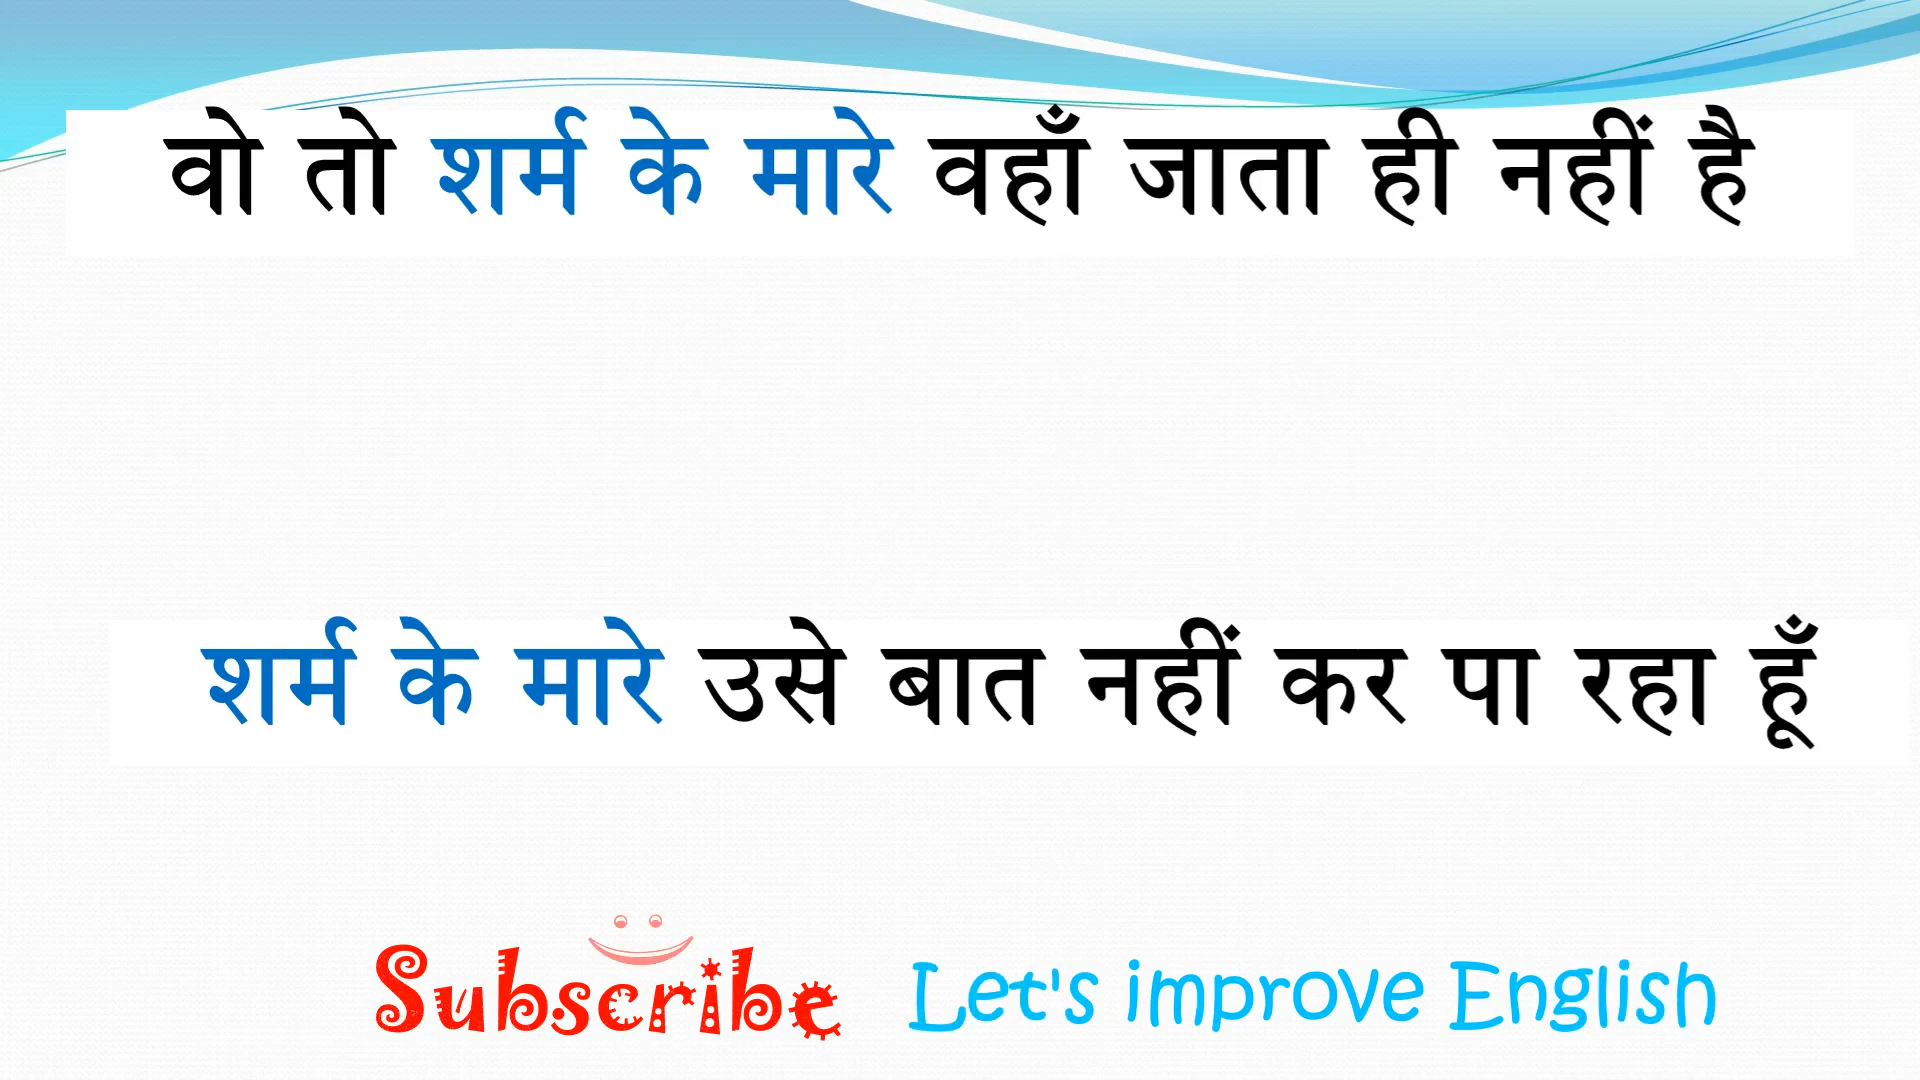 वो तो शर्म के मारे वहाँ जाता ही नहीं है
शर्म के मारे उसे बात नहीं कर पा रहा हूँ
Subscribe Let's improve English